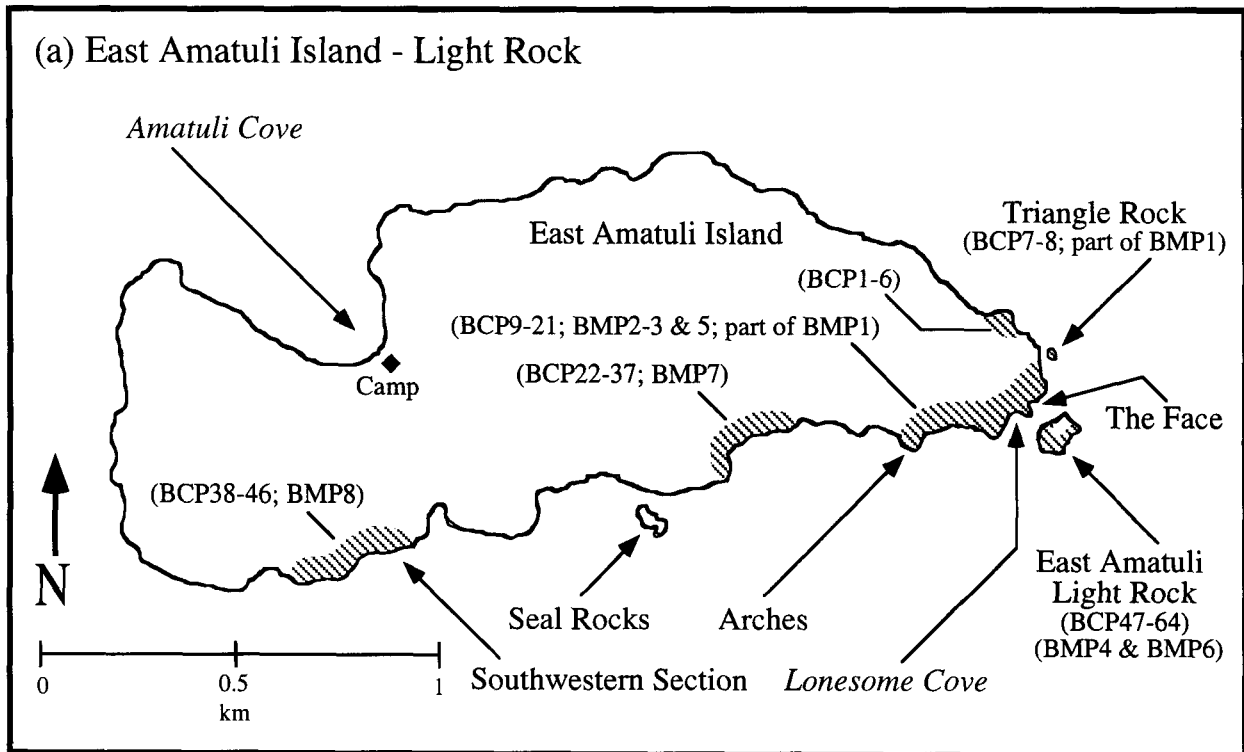 (a) East Amatuli Island - Light Rock
Amatuli Cove
East Amatuli Island
Triangle Rock
(BCP7-8; part of BMP1)
(BCP1-6)
(BCP9-21; BMP2-3 & 5; part of BMP1)
(BCP22-37; BMP7)
Camp
The Face
(BCP38-46; BMP8)
N
East Amatuli
Light Rock
(BCP47-64)
(BMP4 & BMP6)
Seal Rocks
Arches
Southwestern Section
Lonesome Cove
0
0.5
1
km